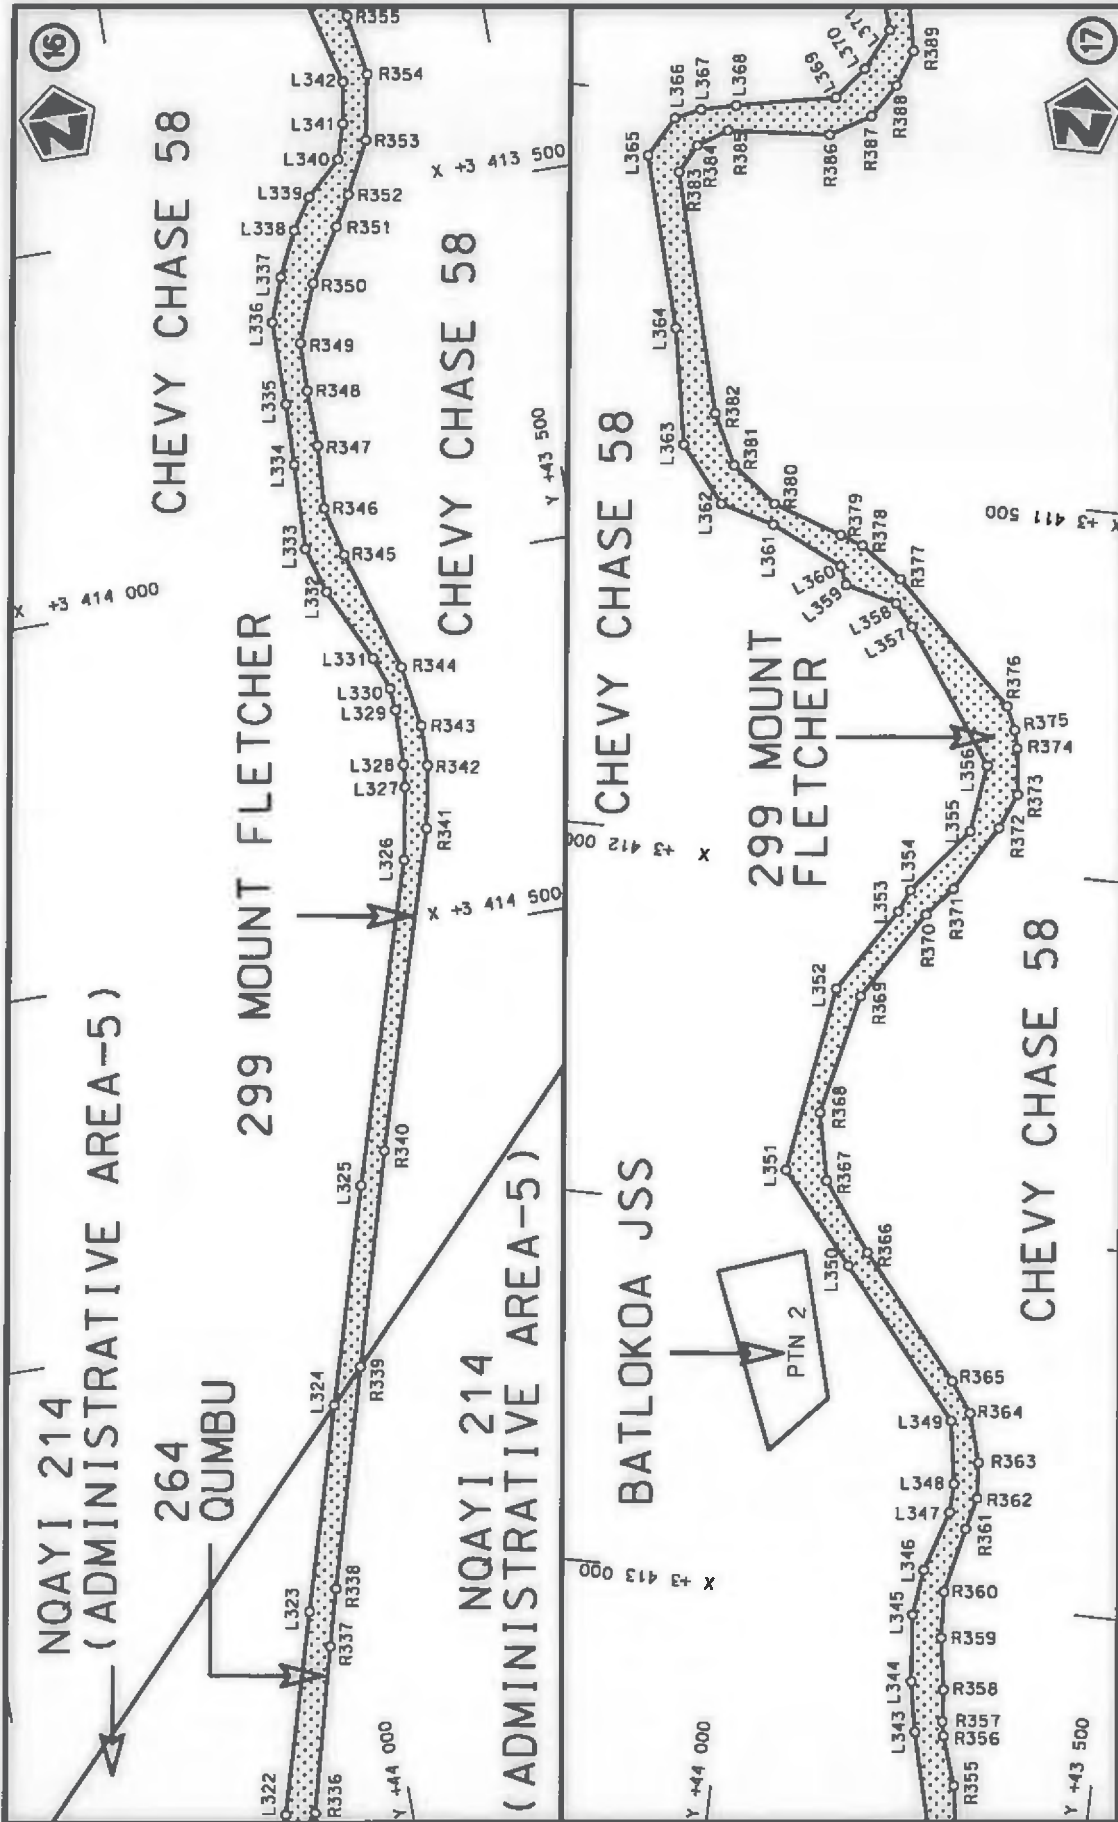 16
N
NQAYI 214
(ADMINISTRATIVE AREA-5)
CHEVY CHASE 58
264
QUMBU
299 MOUNT FLETCHER
NQAYI 214
(ADMINISTRATIVE AREA-5)
CHEVY CHASE 58
L322
L323
L324
L325
L326
L327
L328
L329
L330
L331
L332
L333
L334
L335
L336
L337
L338
L339
L340
L341
L342
R336
R337
R338
R339
R340
R341
R342
R343
R344
R345
R346
R347
R348
R349
R350
R351
R352
R353
R354
R355
X +3 414 000
X +3 413 500
X +3 414 500
Y +44 000
Y +43 500
17
N
BATLOKOA JSS
PTN 2
CHEVY CHASE 58
299 MOUNT
FLETCHER
CHEVY CHASE 58
L343
L344
L345
L346
L347
L348
L349
L350
L351
L352
L353
L354
L355
L356
L357
L358
L359
L360
L361
L362
L363
L364
L365
L366
L367
L368
L369
L370
L371
R355
R356
R357
R358
R359
R360
R361
R362
R363
R364
R365
R366
R367
R368
R369
R370
R371
R372
R373
R374
R375
R376
R377
R378
R379
R380
R381
R382
R383
R384
R385
R386
R387
R388
R389
X +3 413 000
X +3 412 000
X +3 411 500
Y +44 000
Y +43 500